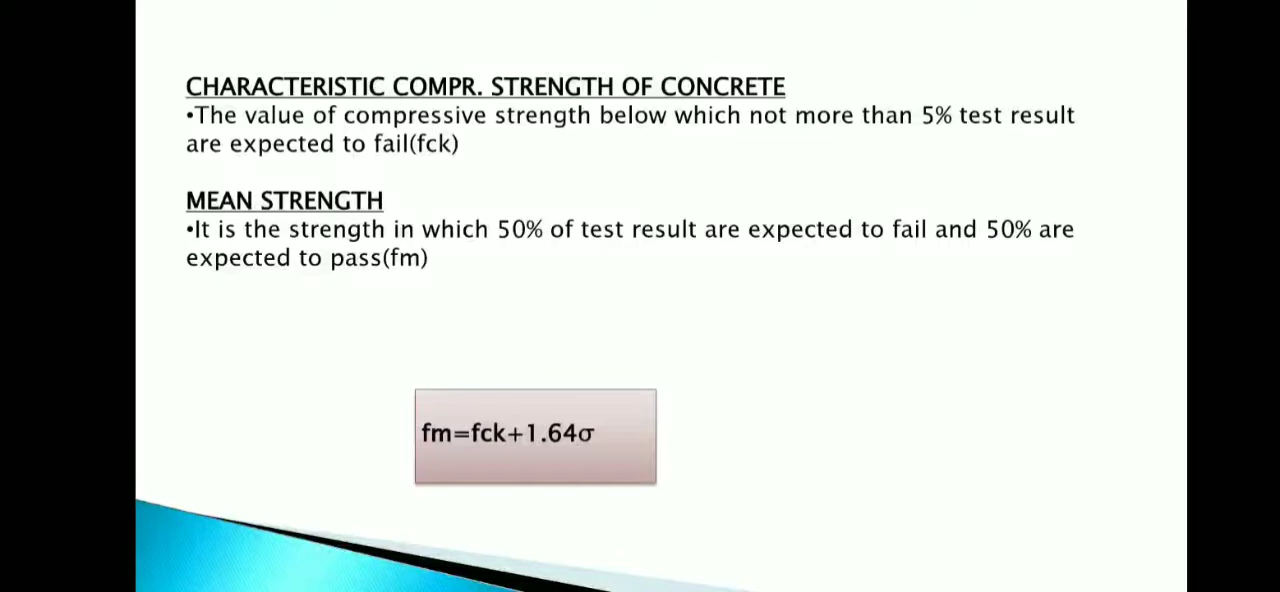 CHARACTERISTIC COMPR. STRENGTH OF CONCRETE
•The value of compressive strength below which not more than 5% test result
are expected to fail(fck)
MEAN STRENGTH
•It is the strength in which 50% of test result are expected to fail and 50% are
expected to pass(fm)
fm=fck+1.64σ